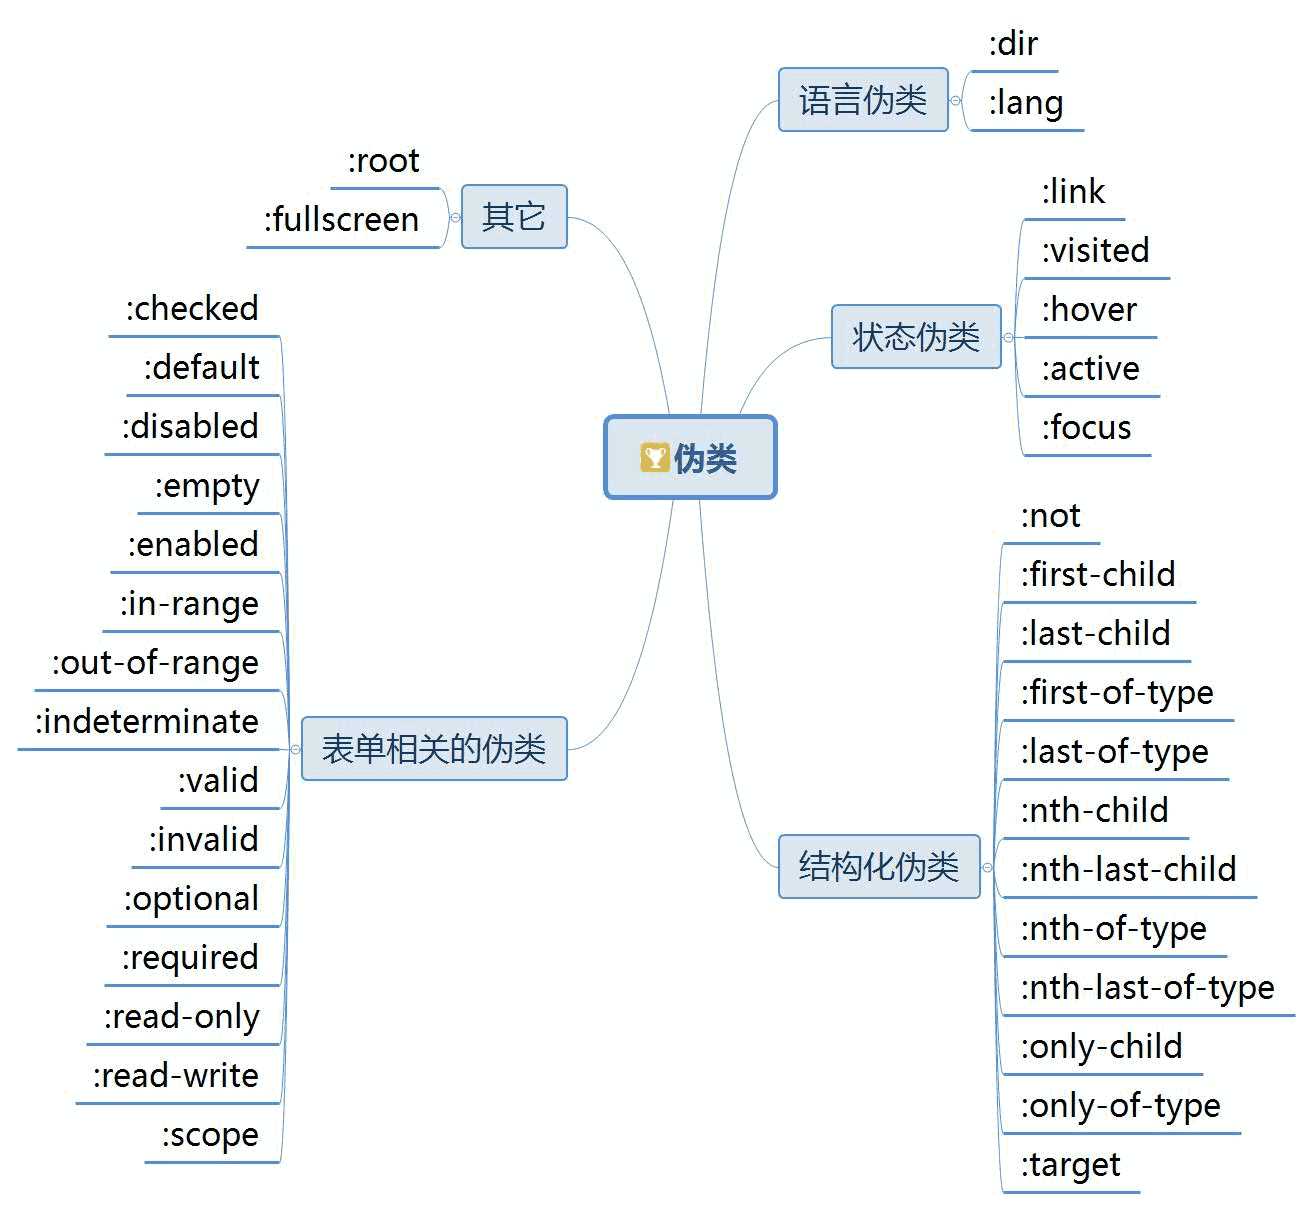 伪类
语言伪类
:dir
:lang
状态伪类
:link
:visited
:hover
:active
:focus
结构化伪类
:not
:first-child
:last-child
:first-of-type
:last-of-type
:nth-child
:nth-last-child
:nth-of-type
:nth-last-of-type
:only-child
:only-of-type
:target
其它
:root
:fullscreen
表单相关的伪类
:checked
:default
:disabled
:empty
:enabled
:in-range
:out-of-range
:indeterminate
:valid
:invalid
:optional
:required
:read-only
:read-write
:scope